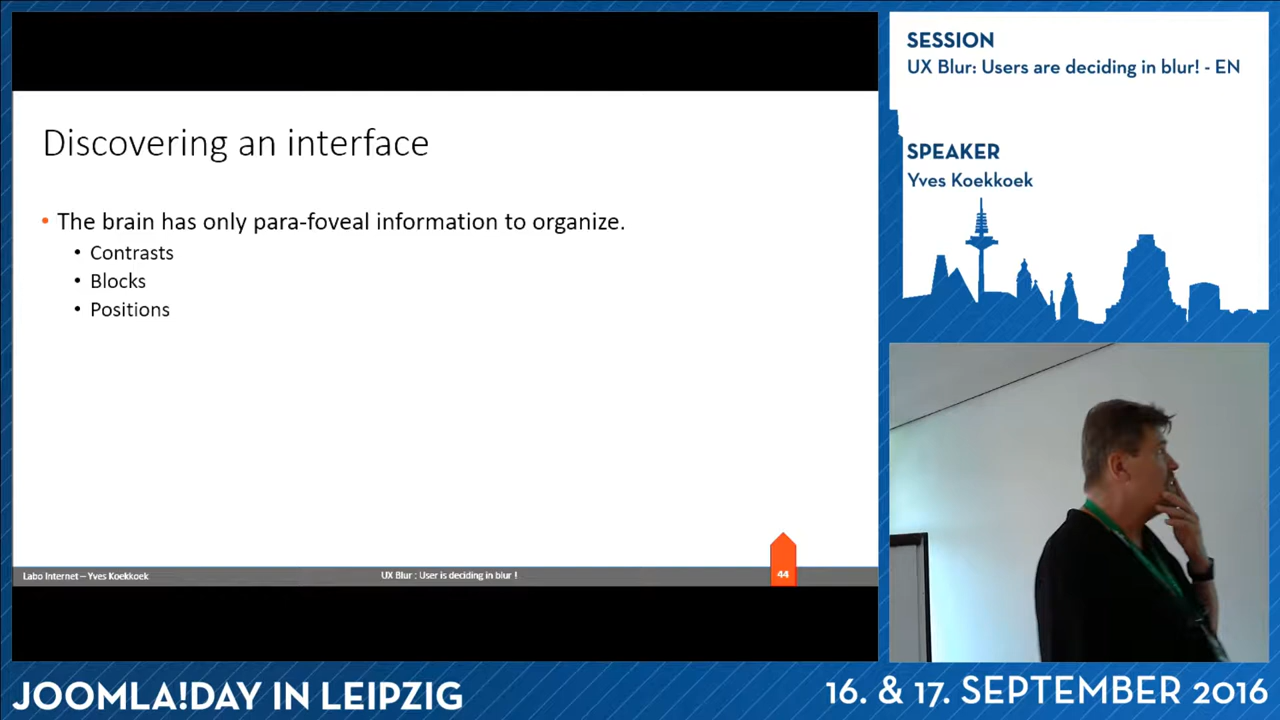 Discovering an interface
• The brain has only para-foveal information to organize.
• Contrasts
• Blocks
• Positions
Labo Internet – Yves Koekkoek
UX Blur : User is deciding in blur !
44
SESSION
UX Blur: Users are deciding in blur! - EN
SPEAKER
Yves Koekkoek
JOOMLA!DAY IN LEIPZIG
16. & 17. SEPTEMBER 2016